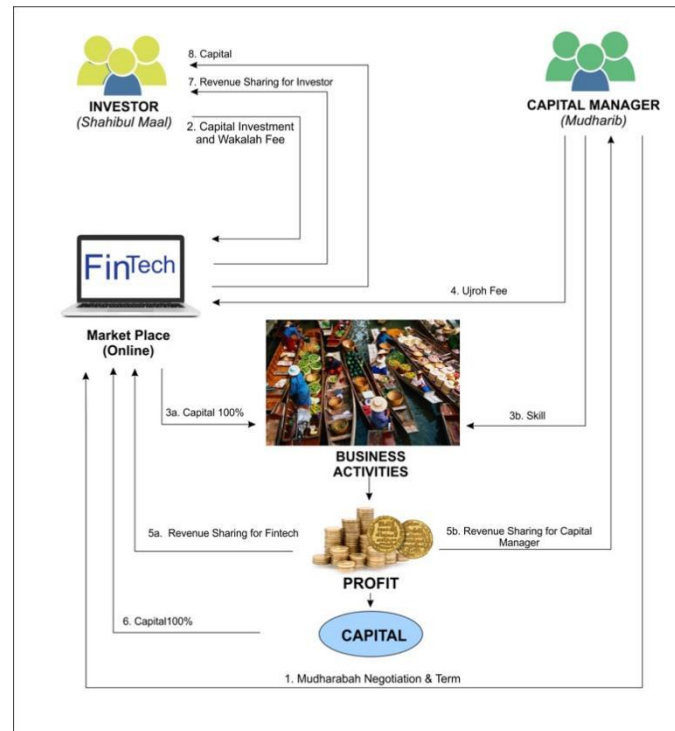 8. Capital
7. Revenue Sharing for Investor
INVESTOR
(Shahibul Maal)
2. Capital Investment
and Wakalah Fee
CAPITAL MANAGER
(Mudharib)
FinTech
4. Ujroh Fee
Market Place
(Online)
3a. Capital 100%
3b. Skill
BUSINESS
ACTIVITIES
5a. Revenue Sharing for Fintech
5b. Revenue Sharing for Capital
Manager
PROFIT
6. Capital100%
CAPITAL
1. Mudharabah Negotiation & Term